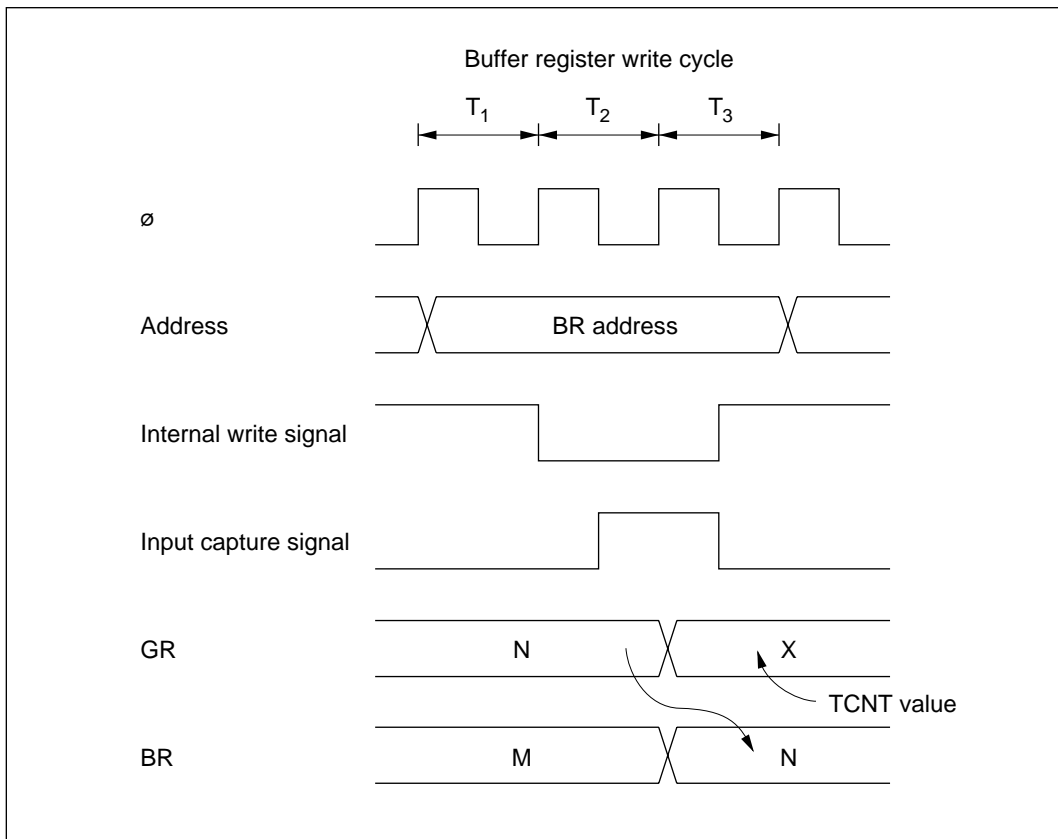 Buffer register write cycle
T1 T2 T3
ø
Address BR address
Internal write signal
Input capture signal
GR N X
TCNT value
BR M N